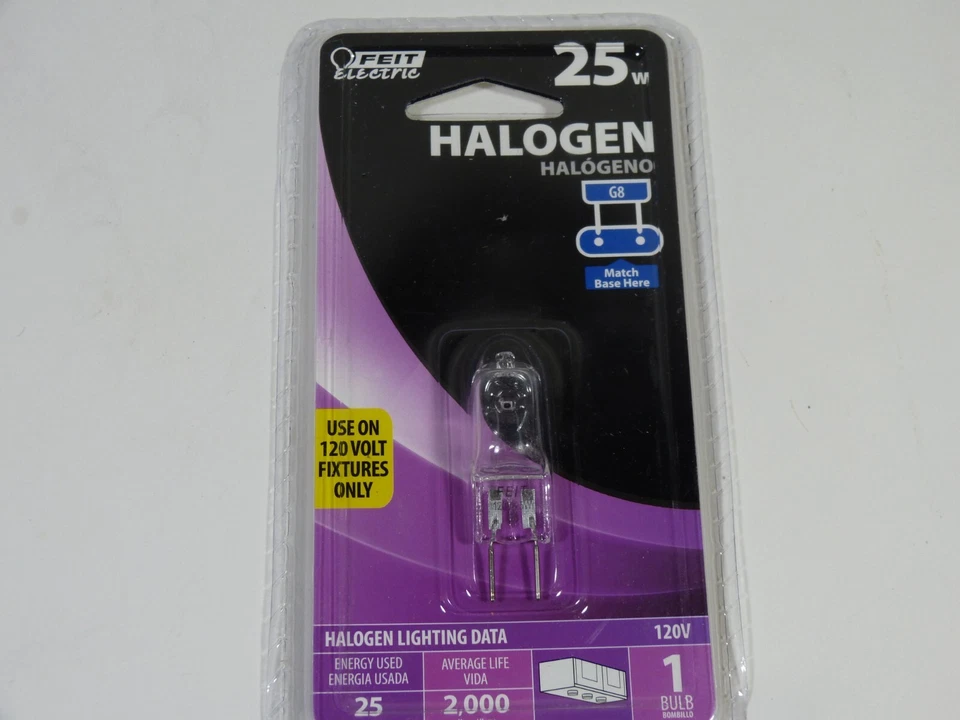 FEIT
Electric
25 W
HALOGEN
HALÓGENO
G8
Match
Base Here
USE ON
120 VOLT
FIXTURES
ONLY
FEIT
HALOGEN LIGHTING DATA
120V
ENERGY USED
ENERGIA USADA
25
AVERAGE LIFE
VIDA
2,000
1
BULB
BOMBILLO